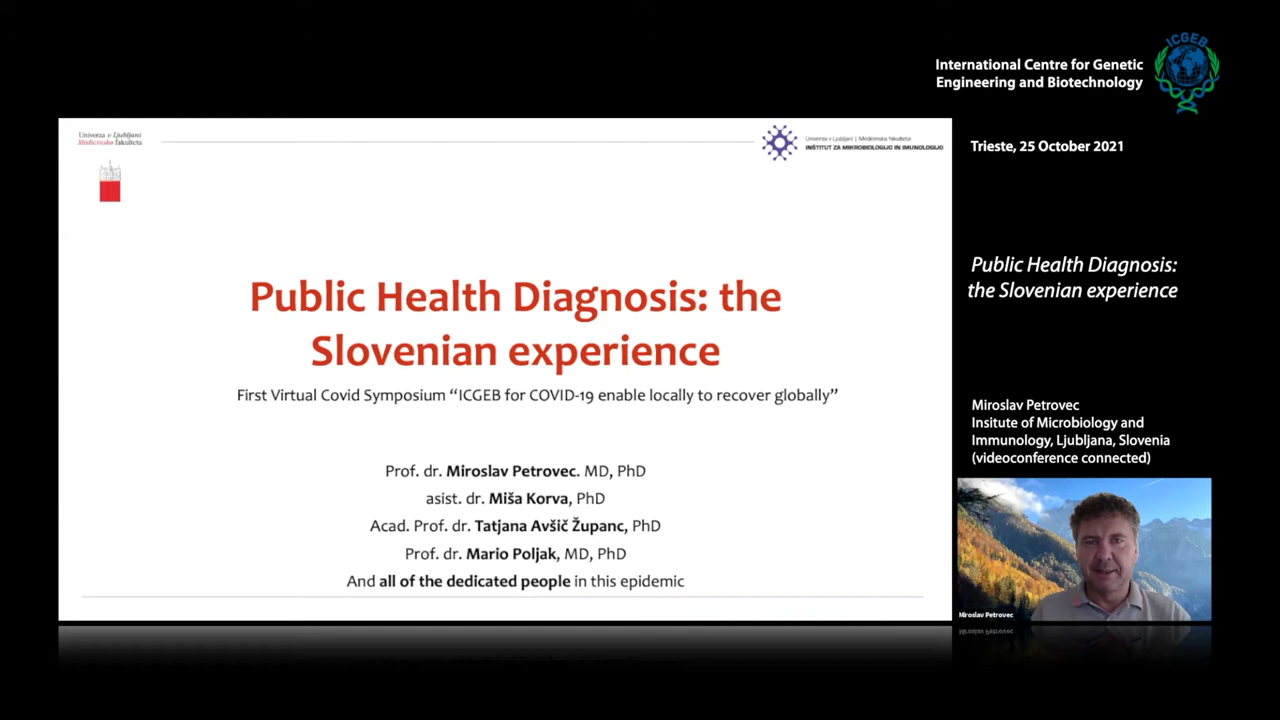 ICGEB
International Centre for Genetic
Engineering and Biotechnology
Univerza v Ljubljani
Medicinska fakulteta
Univerza v Ljubljani | Medicinska fakulteta
INŠTITUT ZA MIKROBIOLOGIJO IN IMUNOLOGIJO
Trieste, 25 October 2021
Public Health Diagnosis: the
Slovenian experience
First Virtual Covid Symposium “ICGEB for COVID-19 enable locally to recover globally”
Prof. dr. Miroslav Petrovec. MD, PhD
asist. dr. Miša Korva, PhD
Acad. Prof. dr. Tatjana Avšič Županc, PhD
Prof. dr. Mario Poljak, MD, PhD
And all of the dedicated people in this epidemic
Public Health Diagnosis:
the Slovenian experience
Miroslav Petrovec
Insitute of Microbiology and
Immunology, Ljubljana, Slovenia
(videoconference connected)
Miroslav Petrovec